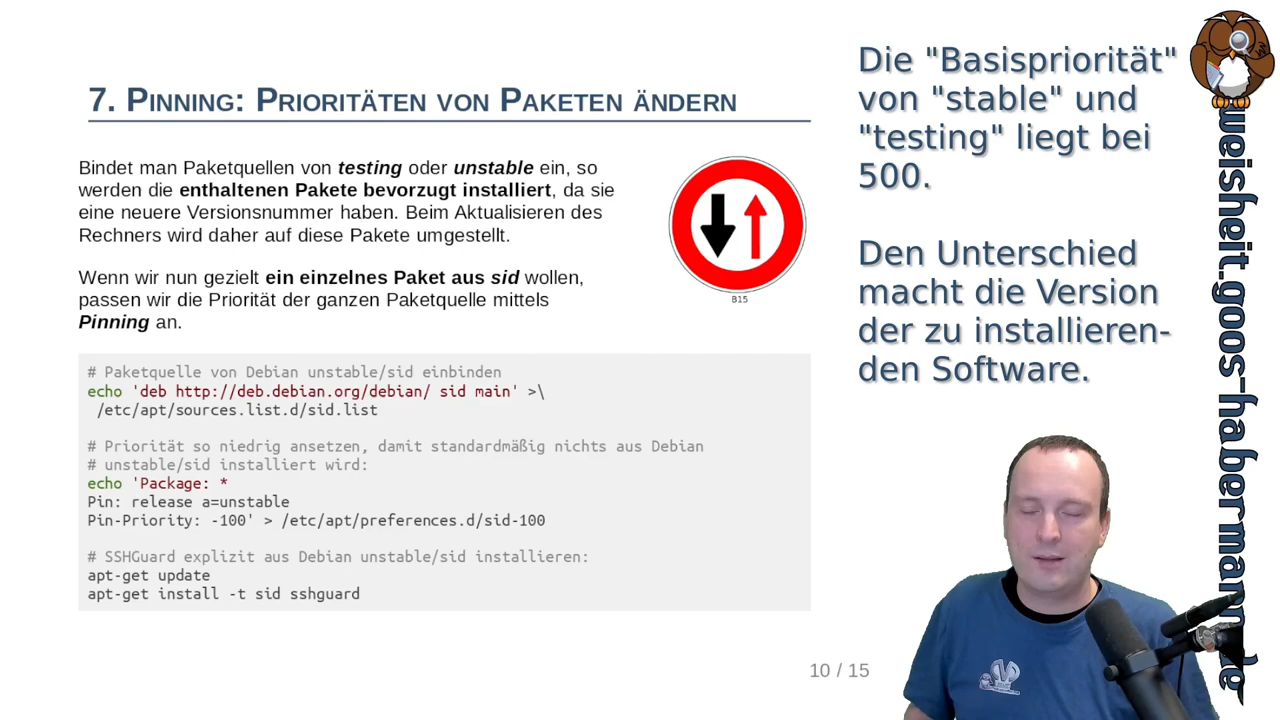 7. Pinning: Prioritäten von Paketen ändern
Bindet man Paketquellen von testing oder unstable ein, so
werden die enthaltenen Pakete bevorzugt installiert, da sie
eine neuere Versionsnummer haben. Beim Aktualisieren des
Rechners wird daher auf diese Pakete umgestellt.
Wenn wir nun gezielt ein einzelnes Paket aus sid wollen,
passen wir die Priorität der ganzen Paketquelle mittels
Pinning an.
B15
# Paketquelle von Debian unstable/sid einbinden
echo 'deb http://deb.debian.org/debian/ sid main' >\
/etc/apt/sources.list.d/sid.list
# Priorität so niedrig ansetzen, damit standardmäßig nichts aus Debian
# unstable/sid installiert wird:
echo 'Package: *
Pin: release a=unstable
Pin-Priority: -100' > /etc/apt/preferences.d/sid-100
# SSHGuard explizit aus Debian unstable/sid installieren:
apt-get update
apt-get install -t sid sshguard
10 / 15
Die "Basispriorität"
von "stable" und
"testing" liegt bei
500.
Den Unterschied
macht die Version
der zu installieren-
den Software.
weisheit.goos-habermann.de